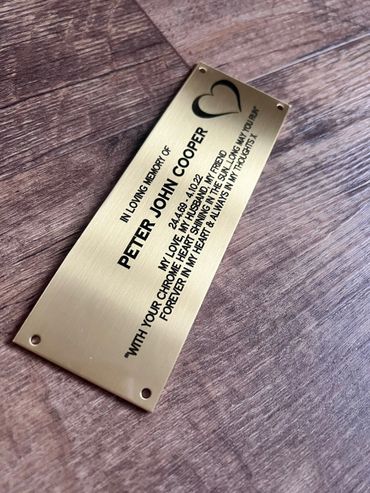 IN LOVING MEMORY OF
PETER JOHN COOPER
24.4.69 - 4.10.22
MY LOVE, MY HUSBAND, MY FRIEND
"WITH YOUR CHROME HEART SHINING IN THE SUN...LONG MAY YOU RUN"
FOREVER IN MY HEART & ALWAYS IN MY THOUGHTS X